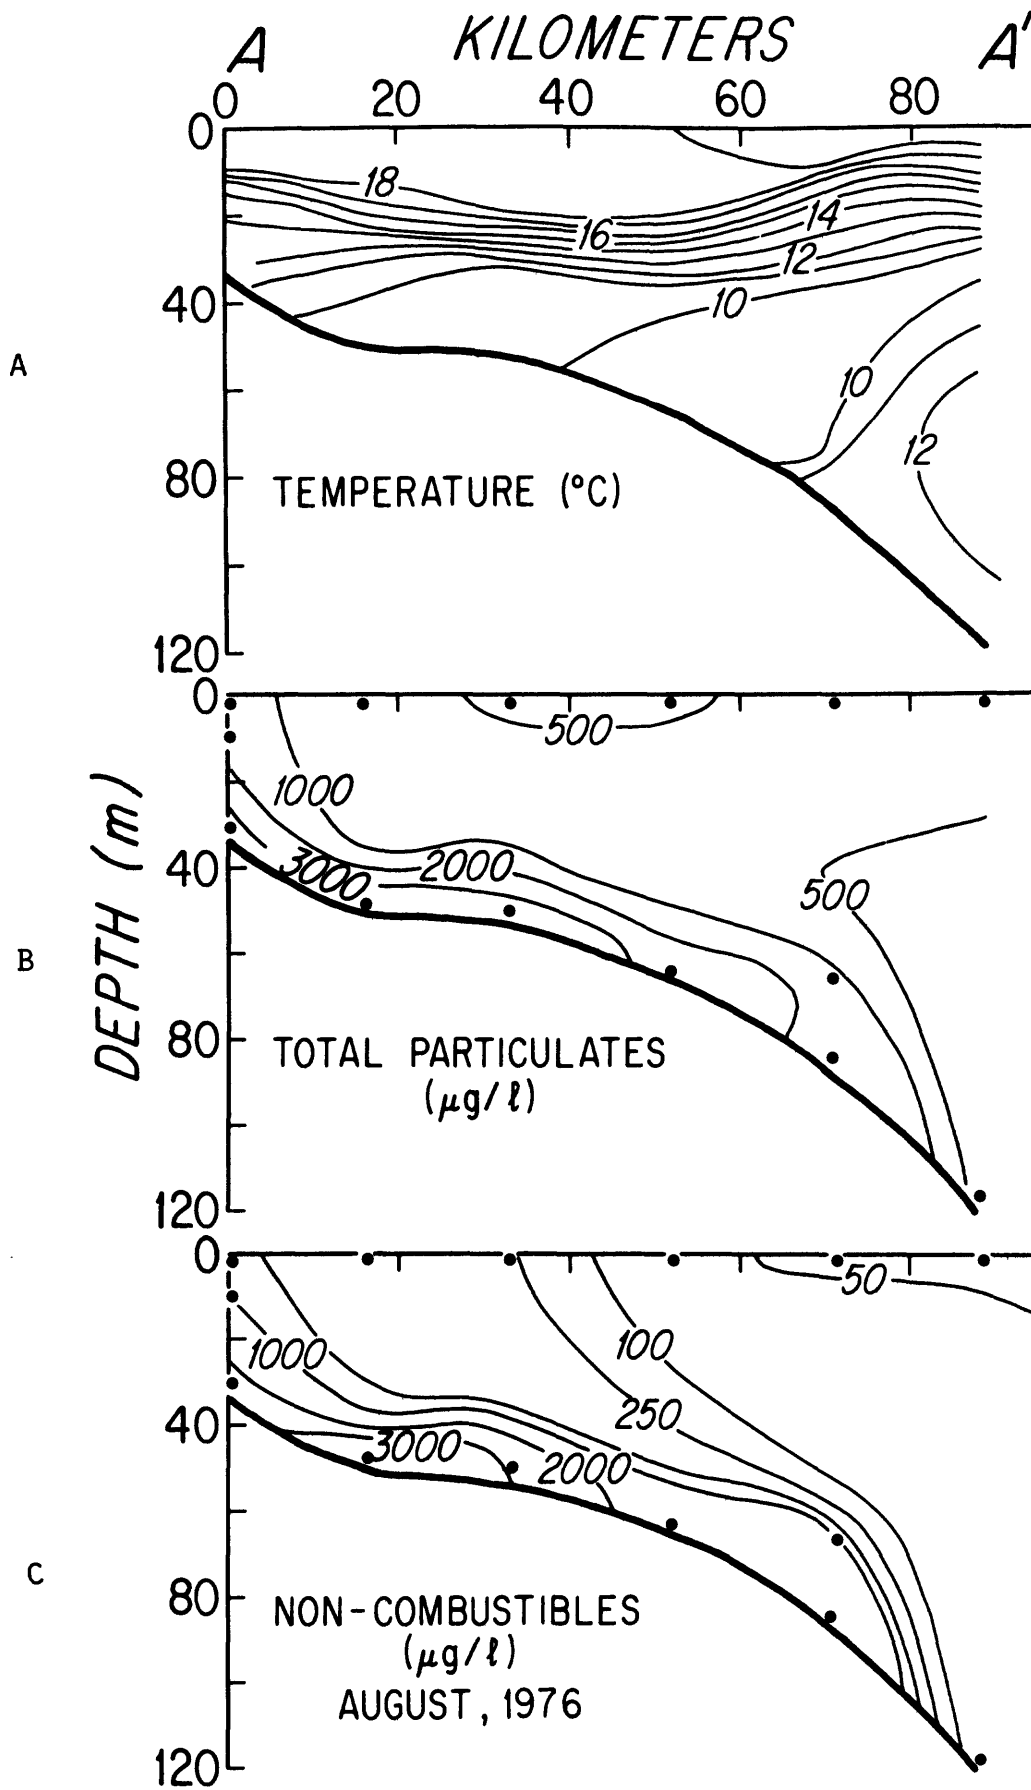 A KILOMETERS A'
0 20 40 60 80
0
18
14
16
12
10
40
A
10
12
80
TEMPERATURE (°C)
120
0
500
1000
DEPTH (m)
40
3000
2000
500
B
80
TOTAL PARTICULATES
(μg/ℓ)
120
0
50
1000
100
250
40
3000
2000
C
80
NON-COMBUSTIBLES
(μg/ℓ)
AUGUST, 1976
120